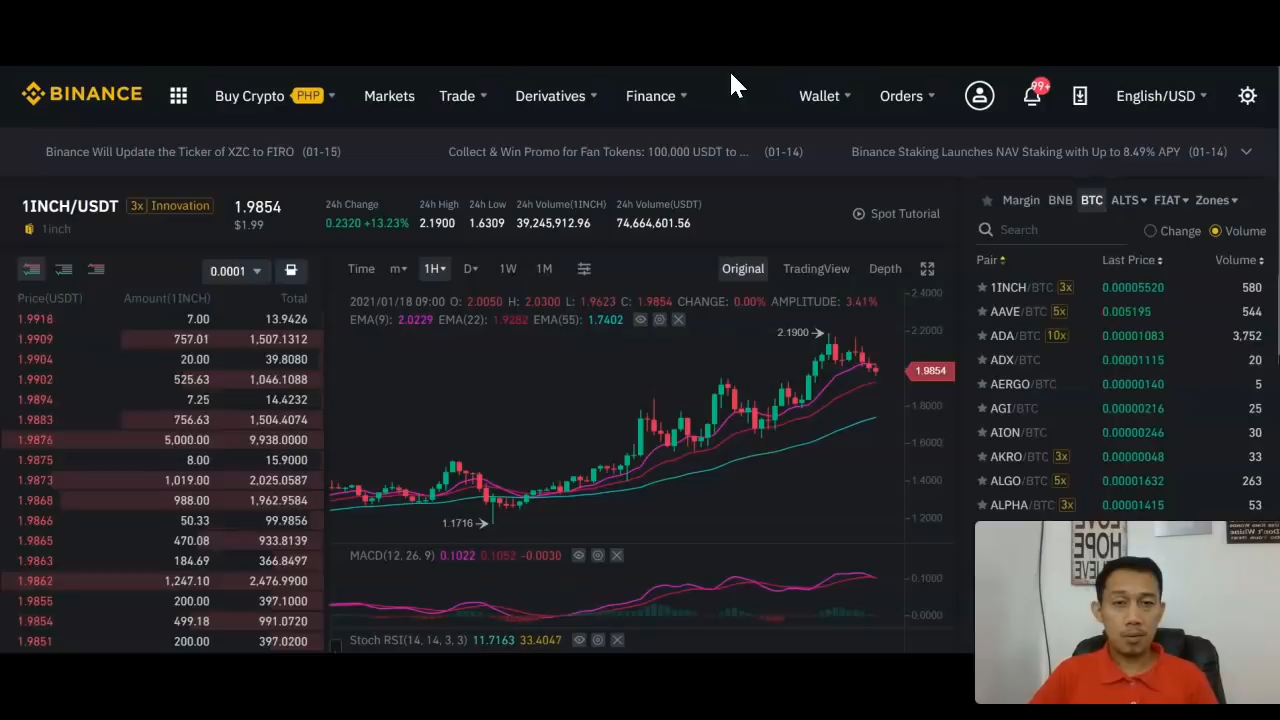 BINANCE Buy Crypto PHP Markets Trade Derivatives Finance Wallet Orders 99+ English/USD
Binance Will Update the Ticker of XZC to FIRO (01-15) Collect & Win Promo for Fan Tokens: 100,000 USDT to ... (01-14) Binance Staking Launches NAV Staking with Up to 8.49% APY (01-14)
1INCH/USDT 3x Innovation 1.9854
1inch $1.99
24h Change 24h High 24h Low 24h Volume(1INCH) 24h Volume(USDT)
0.2320 +13.23% 2.1900 1.6309 39,245,912.96 74,664,601.56
Spot Tutorial
0.0001
Price(USDT) Amount(1INCH) Total
1.9918 7.00 13.9426
1.9909 757.01 1,507.1312
1.9904 20.00 39.8080
1.9902 525.63 1,046.1088
1.9894 7.25 14.4232
1.9883 756.63 1,504.4074
1.9876 5,000.00 9,938.0000
1.9875 8.00 15.9000
1.9873 1,019.00 2,025.0587
1.9868 988.00 1,962.9584
1.9866 50.33 99.9856
1.9865 470.08 933.8139
1.9863 184.69 366.8497
1.9862 1,247.10 2,476.9900
1.9855 200.00 397.1000
1.9854 499.18 991.0720
1.9851 200.00 397.0200
Time m 1H D 1W 1M Original TradingView Depth
2021/01/18 09:00 O: 2.0050 H: 2.0300 L: 1.9623 C: 1.9854 CHANGE: 0.00% AMPLITUDE: 3.41%
EMA(9): 2.0229 EMA(22): 1.9282 EMA(55): 1.7402
2.4000
2.2000
2.1900
1.9854
1.8000
1.6000
1.4000
1.2000
1.1716
MACD(12, 26, 9) 0.1022 0.1052 -0.0030
0.1000
0.0000
Stoch RSI(14, 14, 3, 3) 11.7163 33.4047
Margin BNB BTC ALTS FIAT Zones
Search Change Volume
Pair Last Price Volume
1INCH/BTC 3x 0.00005520 580
AAVE/BTC 5x 0.005195 544
ADA/BTC 10x 0.00001083 3,752
ADX/BTC 0.00001115 20
AERGO/BTC 0.00000140 5
AGI/BTC 0.00000216 25
AION/BTC 0.00000246 30
AKRO/BTC 3x 0.00000048 33
ALGO/BTC 5x 0.00001632 263
ALPHA/BTC 3x 0.00001415 53
LOVE
HOPE